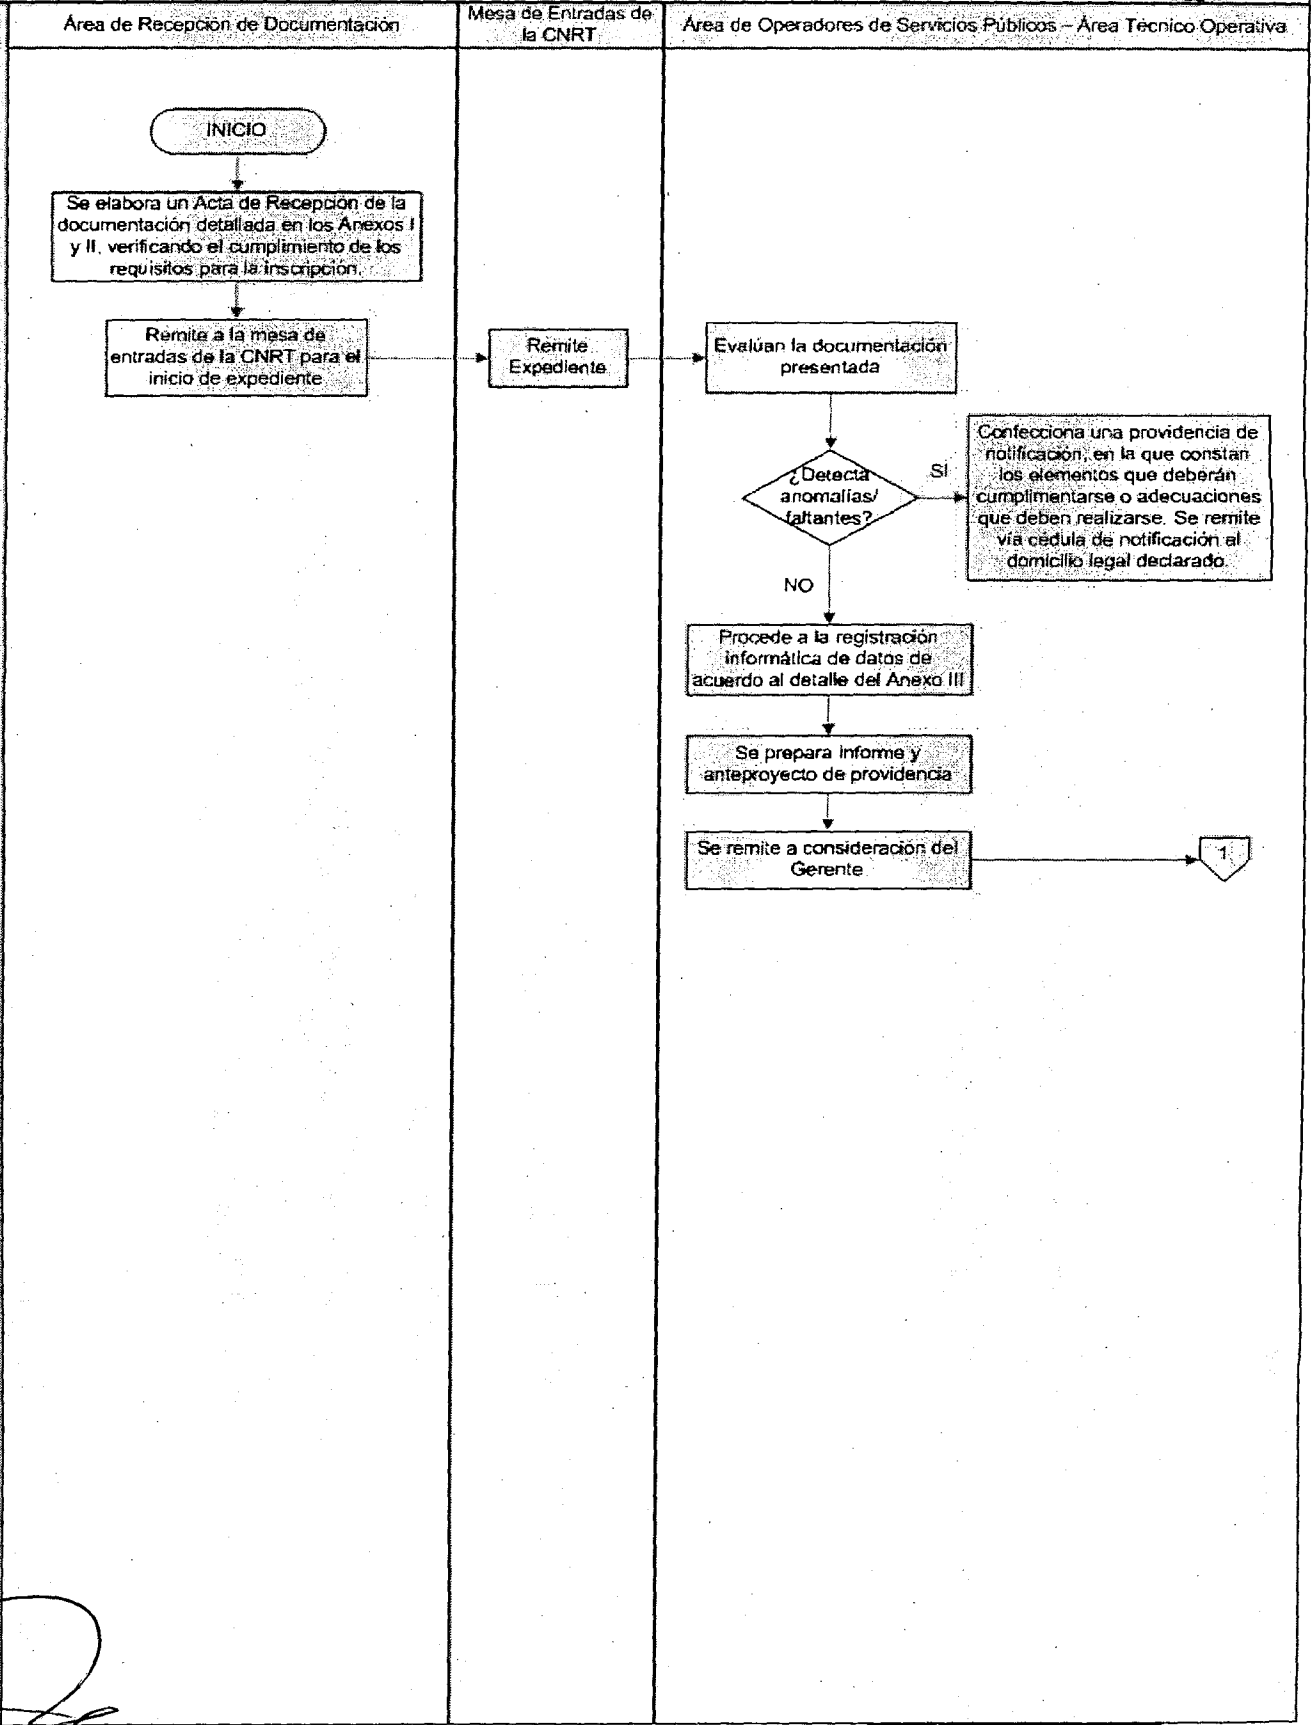 Área de Recepción de Documentación
Mesa de Entradas de
la CNRT
Área de Operadores de Servicios Públicos – Área Técnico Operativa
INICIO
Se elabora un Acta de Recepción de la
documentación detallada en los Anexos I
y II, verificando el cumplimiento de los
requisitos para la inscripción.
Remite a la mesa de
entradas de la CNRT para el
inicio de expediente
Remite
Expediente
Evalúan la documentación
presentada
¿Detecta
anomalías/
faltantes?
SI
Confecciona una providencia de
notificación, en la que constan
los elementos que deberán
cumplimentarse o adecuaciones
que deben realizarse. Se remite
vía cédula de notificación al
domicilio legal declarado.
NO
Procede a la registración
informática de datos de
acuerdo al detalle del Anexo III
Se prepara informe y
anteproyecto de providencia
Se remite a consideración del
Gerente
1